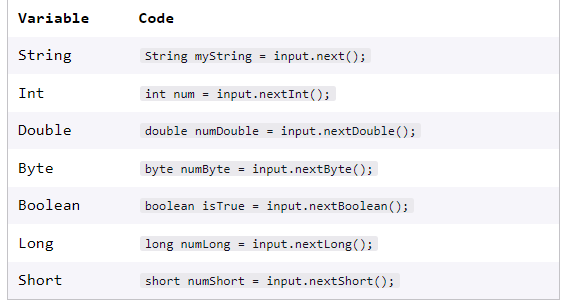 Variable Code
String String myString = input.next();
Int int num = input.nextInt();
Double double numDouble = input.nextDouble();
Byte byte numByte = input.nextByte();
Boolean boolean isTrue = input.nextBoolean();
Long long numLong = input.nextLong();
Short short numShort = input.nextShort();